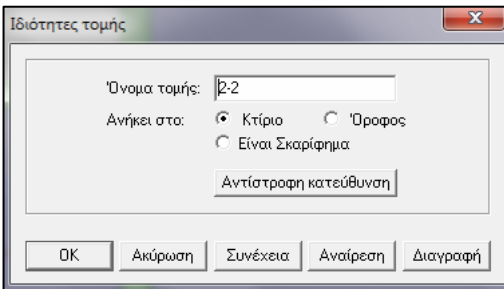 Ιδιότητες τομής
Όνομα τομής: 2-2
Ανήκει στο: Κτίριο Όροφος
Είναι Σκαρίφημα
Αντίστροφη κατεύθυνση
OK Ακύρωση Συνέχεια Αναίρεση Διαγραφή